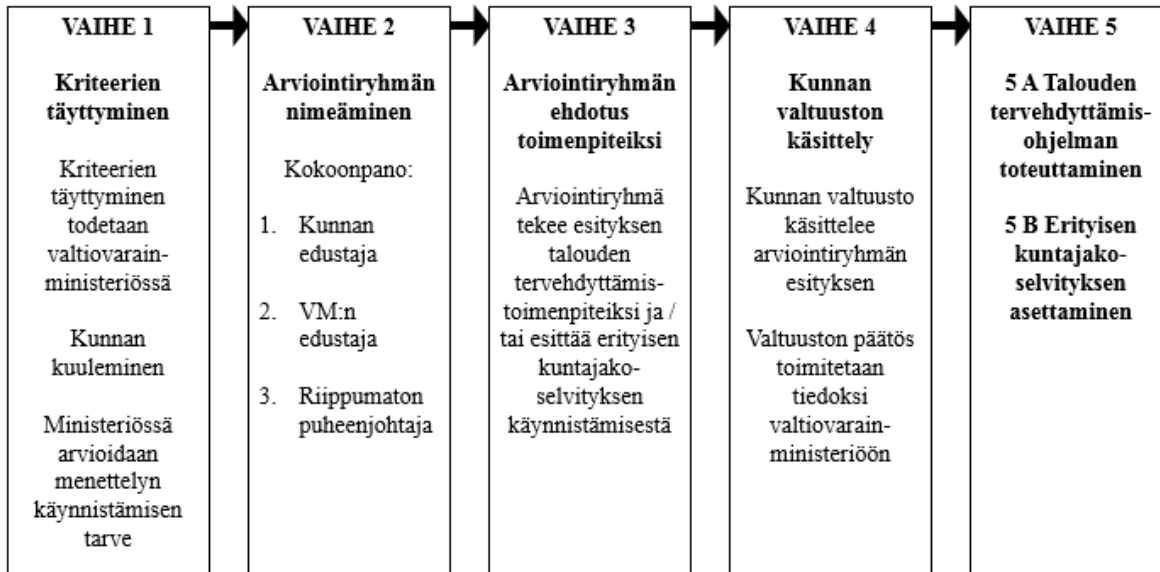 VAIHE 1
Kriteerien
täyttyminen
Kriteerien
täyttyminen
todetaan
valtiovarain-
ministeriössä
Kunnan
kuuleminen
Ministeriössä
arvioidaan
menettelyn
käynnistämisen
tarve
VAIHE 2
Arviointiryhmän
nimeäminen
Kokoonpano:
1. Kunnan
edustaja
2. VM:n
edustaja
3. Riippumaton
puheenjohtaja
VAIHE 3
Arviointiryhmän
ehdotus
toimenpiteiksi
Arviointiryhmä
tekee esityksen
talouden
tervehdyttämis-
toimenpiteiksi ja /
tai esittää erityisen
kuntajako-
selvityksen
käynnistämisestä
VAIHE 4
Kunnan
valtuuston
käsittely
Kunnan valtuusto
käsittelee
arviointiryhmän
esityksen
Valtuuston päätös
toimitetaan
tiedoksi
valtiovarain-
ministeriöön
VAIHE 5
5 A Talouden
tervehdyttämis-
ohjelman
toteuttaminen
5 B Erityisen
kuntajako-
selvityksen
asettaminen